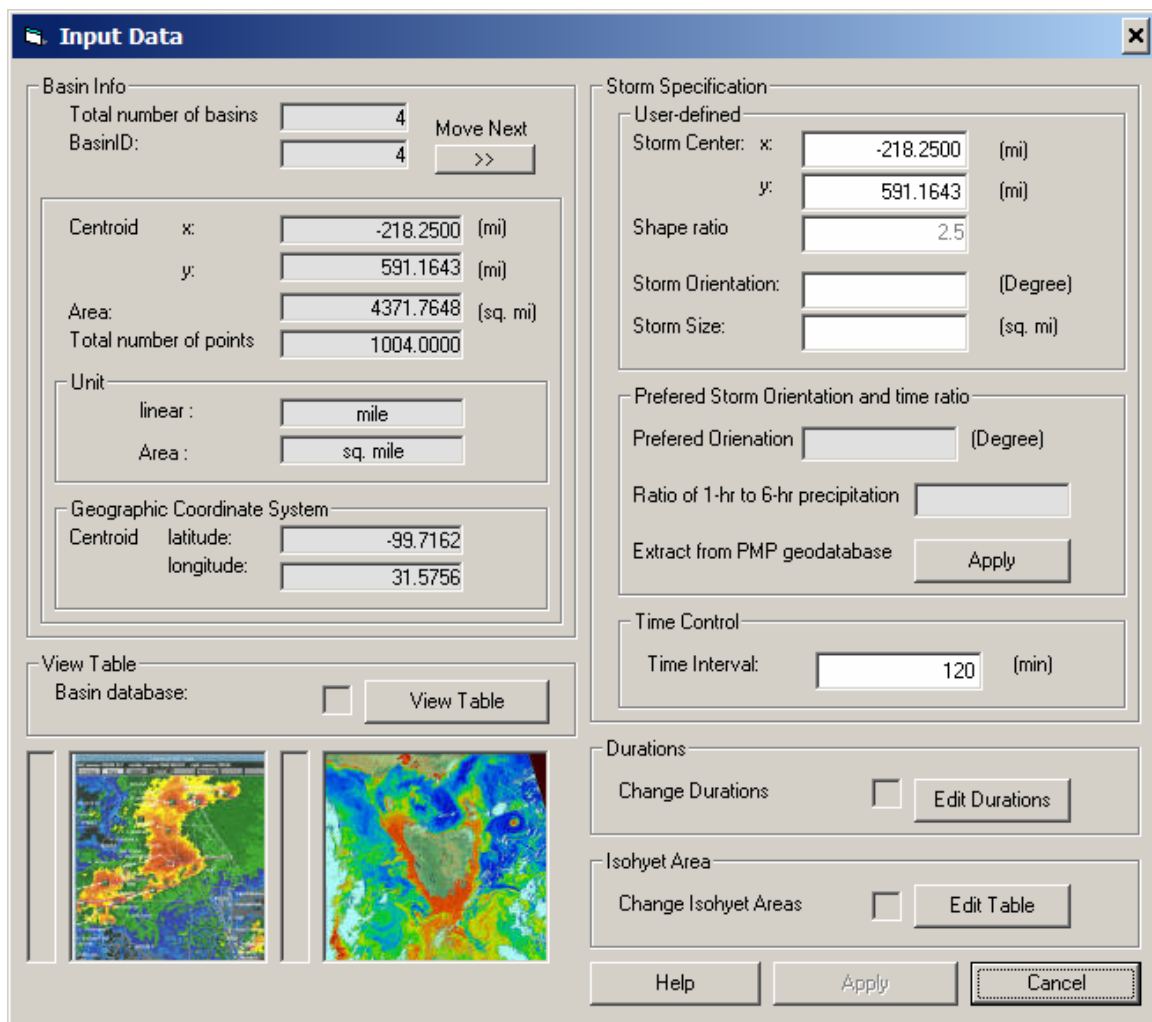 Input Data
Basin Info
Total number of basins 4
BasinID: 4
Move Next
>>
Centroid x: -218.2500 (mi)
y: 591.1643 (mi)
Area: 4371.7648 (sq. mi)
Total number of points 1004.0000
Unit
linear : mile
Area : sq. mile
Geographic Coordinate System
Centroid latitude: -99.7162
longitude: 31.5756
View Table
Basin database: View Table
Storm Specification
User-defined
Storm Center: x: -218.2500 (mi)
y: 591.1643 (mi)
Shape ratio 2.5
Storm Orientation: (Degree)
Storm Size: (sq. mi)
Prefered Storm Orientation and time ratio
Prefered Orienation (Degree)
Ratio of 1-hr to 6-hr precipitation
Extract from PMP geodatabase Apply
Time Control
Time Interval: 120 (min)
Durations
Change Durations Edit Durations
Isohyet Area
Change Isohyet Areas Edit Table
Help Apply Cancel